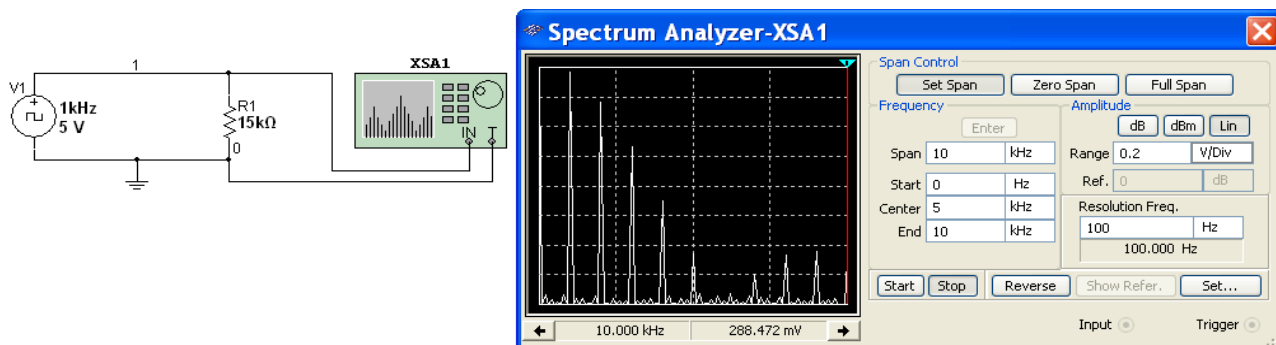 V1
1kHz
5 V
1
R1
15kΩ
0
XSA1
IN T
Spectrum Analyzer-XSA1
1
10.000 kHz 288.472 mV
Span Control
Set Span Zero Span Full Span
Frequency
Enter
Span 10 kHz
Start 0 Hz
Center 5 kHz
End 10 kHz
Amplitude
dB dBm Lin
Range 0.2 V/Div
Ref. 0 dB
Resolution Freq.
100 Hz
100.000 Hz
Start Stop Reverse Show Refer. Set...
Input Trigger